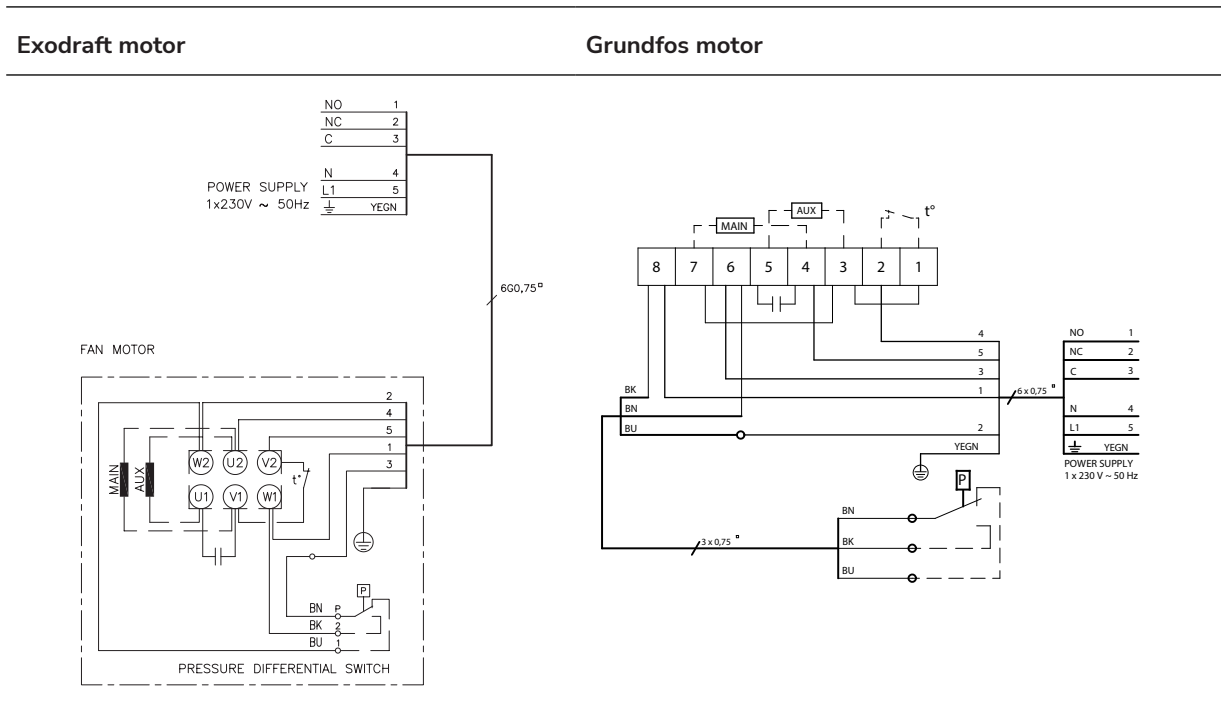 Exodraft motor
Grundfos motor
NO 1
NC 2
C 3
N 4
POWER SUPPLY L1 5
1x230V ~ 50Hz YEGN
6G0,75
FAN MOTOR
2
4
5
1
3
MAIN
AUX
W2 U2 V2
t°
U1 V1 W1
P
BN P
BK 2
BU 1
PRESSURE DIFFERENTIAL SWITCH
AUX
t°
MAIN
8 7 6 5 4 3 2 1
4
5
3
1
2
YEGN
BK
BN
BU
6 x 0,75
NO 1
NC 2
C 3
N 4
L1 5
YEGN
POWER SUPPLY
1 x 230 V ~ 50 Hz
P
BN
BK
BU
3 x 0,75